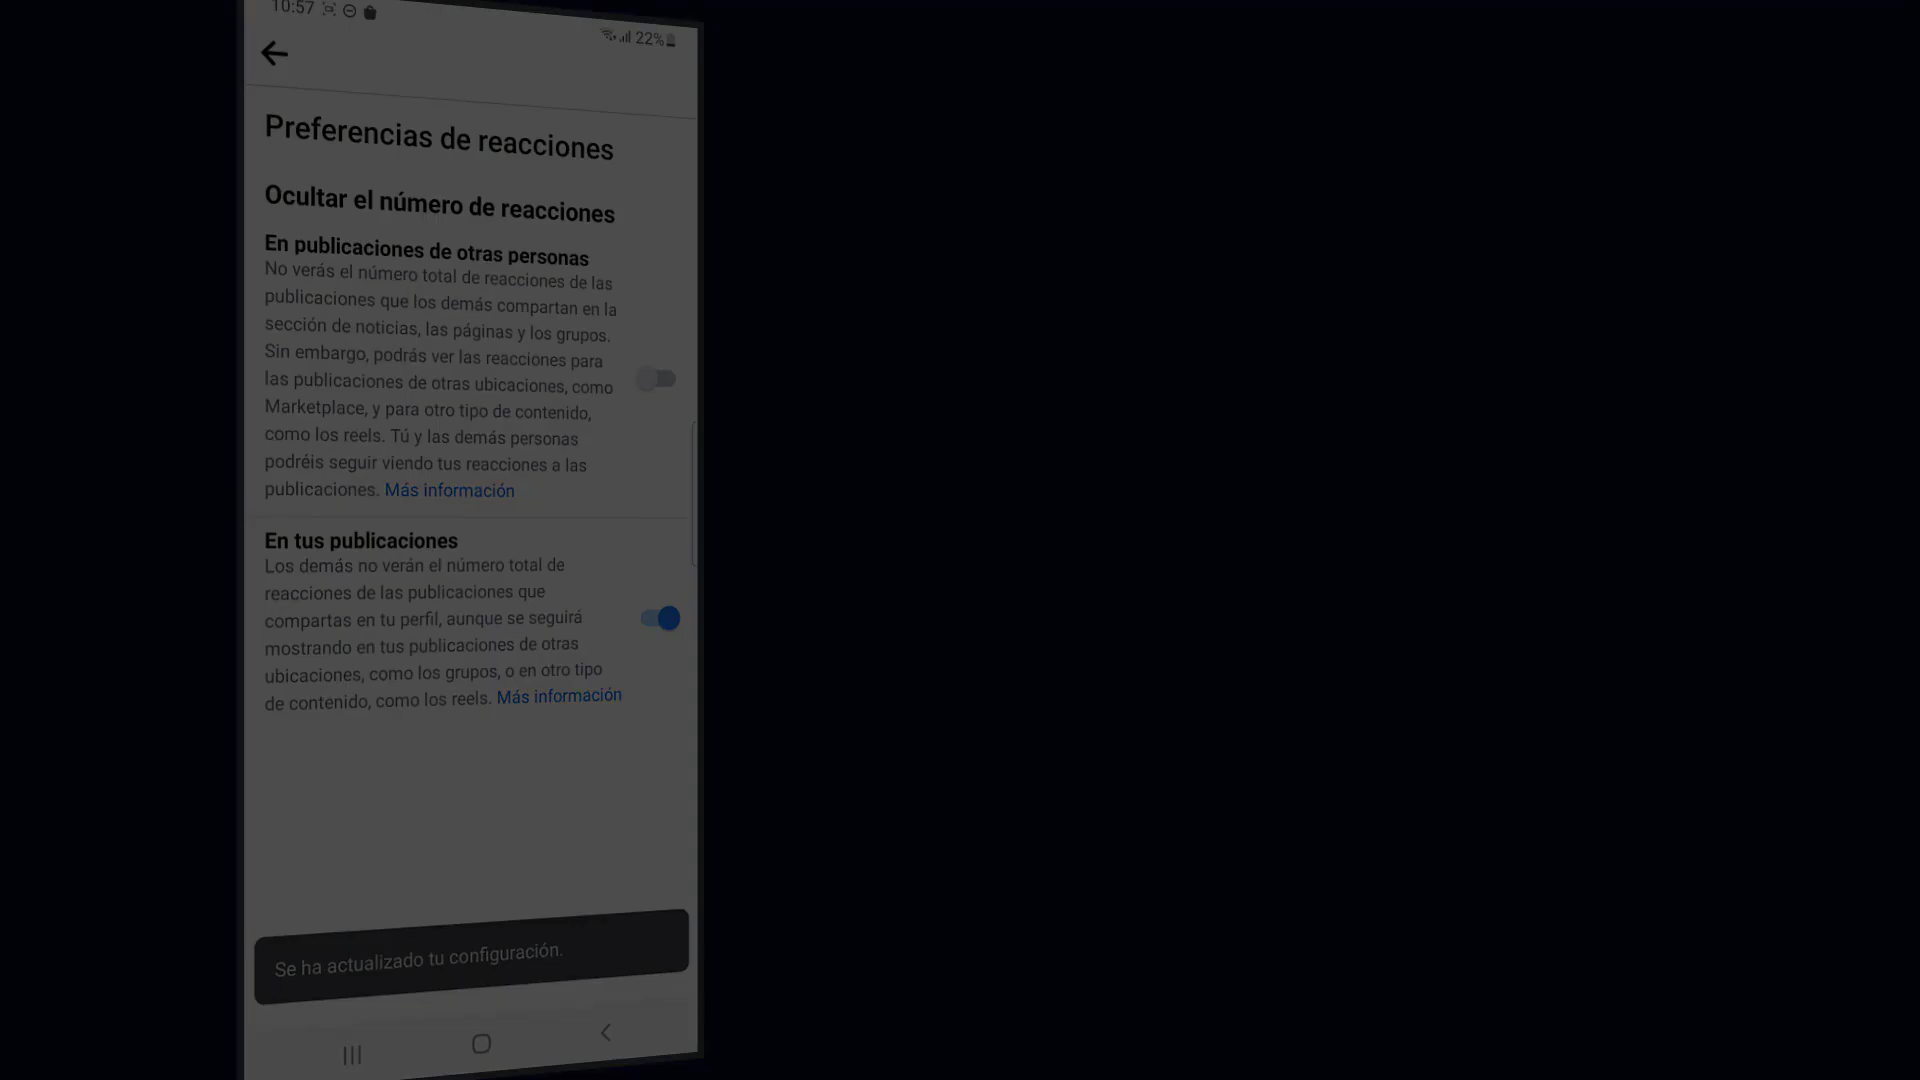 10:57
22%
Preferencias de reacciones
Ocultar el número de reacciones
En publicaciones de otras personas
No verás el número total de reacciones de las
publicaciones que los demás compartan en la
sección de noticias, las páginas y los grupos.
Sin embargo, podrás ver las reacciones para
las publicaciones de otras ubicaciones, como
Marketplace, y para otro tipo de contenido,
como los reels. Tú y las demás personas
podréis seguir viendo tus reacciones a las
publicaciones. Más información
En tus publicaciones
Los demás no verán el número total de
reacciones de las publicaciones que
compartas en tu perfil, aunque se seguirá
mostrando en tus publicaciones de otras
ubicaciones, como los grupos, o en otro tipo
de contenido, como los reels. Más información
Se ha actualizado tu configuración.